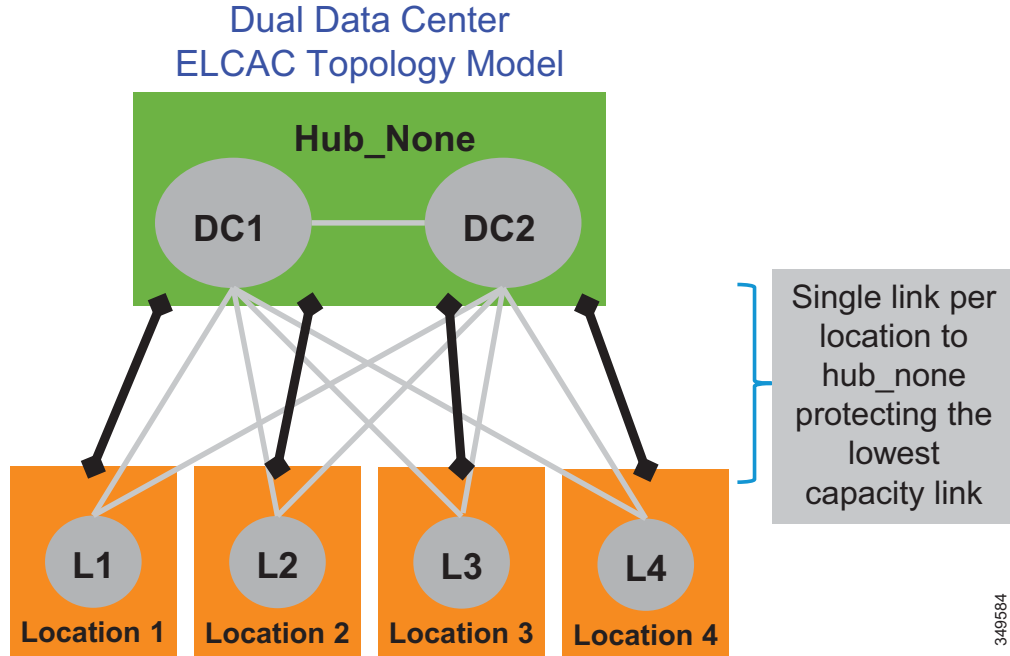 Dual Data Center
ELCAC Topology Model
Hub_None
DC1
DC2
Single link per
location to
hub_none
protecting the
lowest
capacity link
L1
L2
L3
L4
Location 1
Location 2
Location 3
Location 4
349584